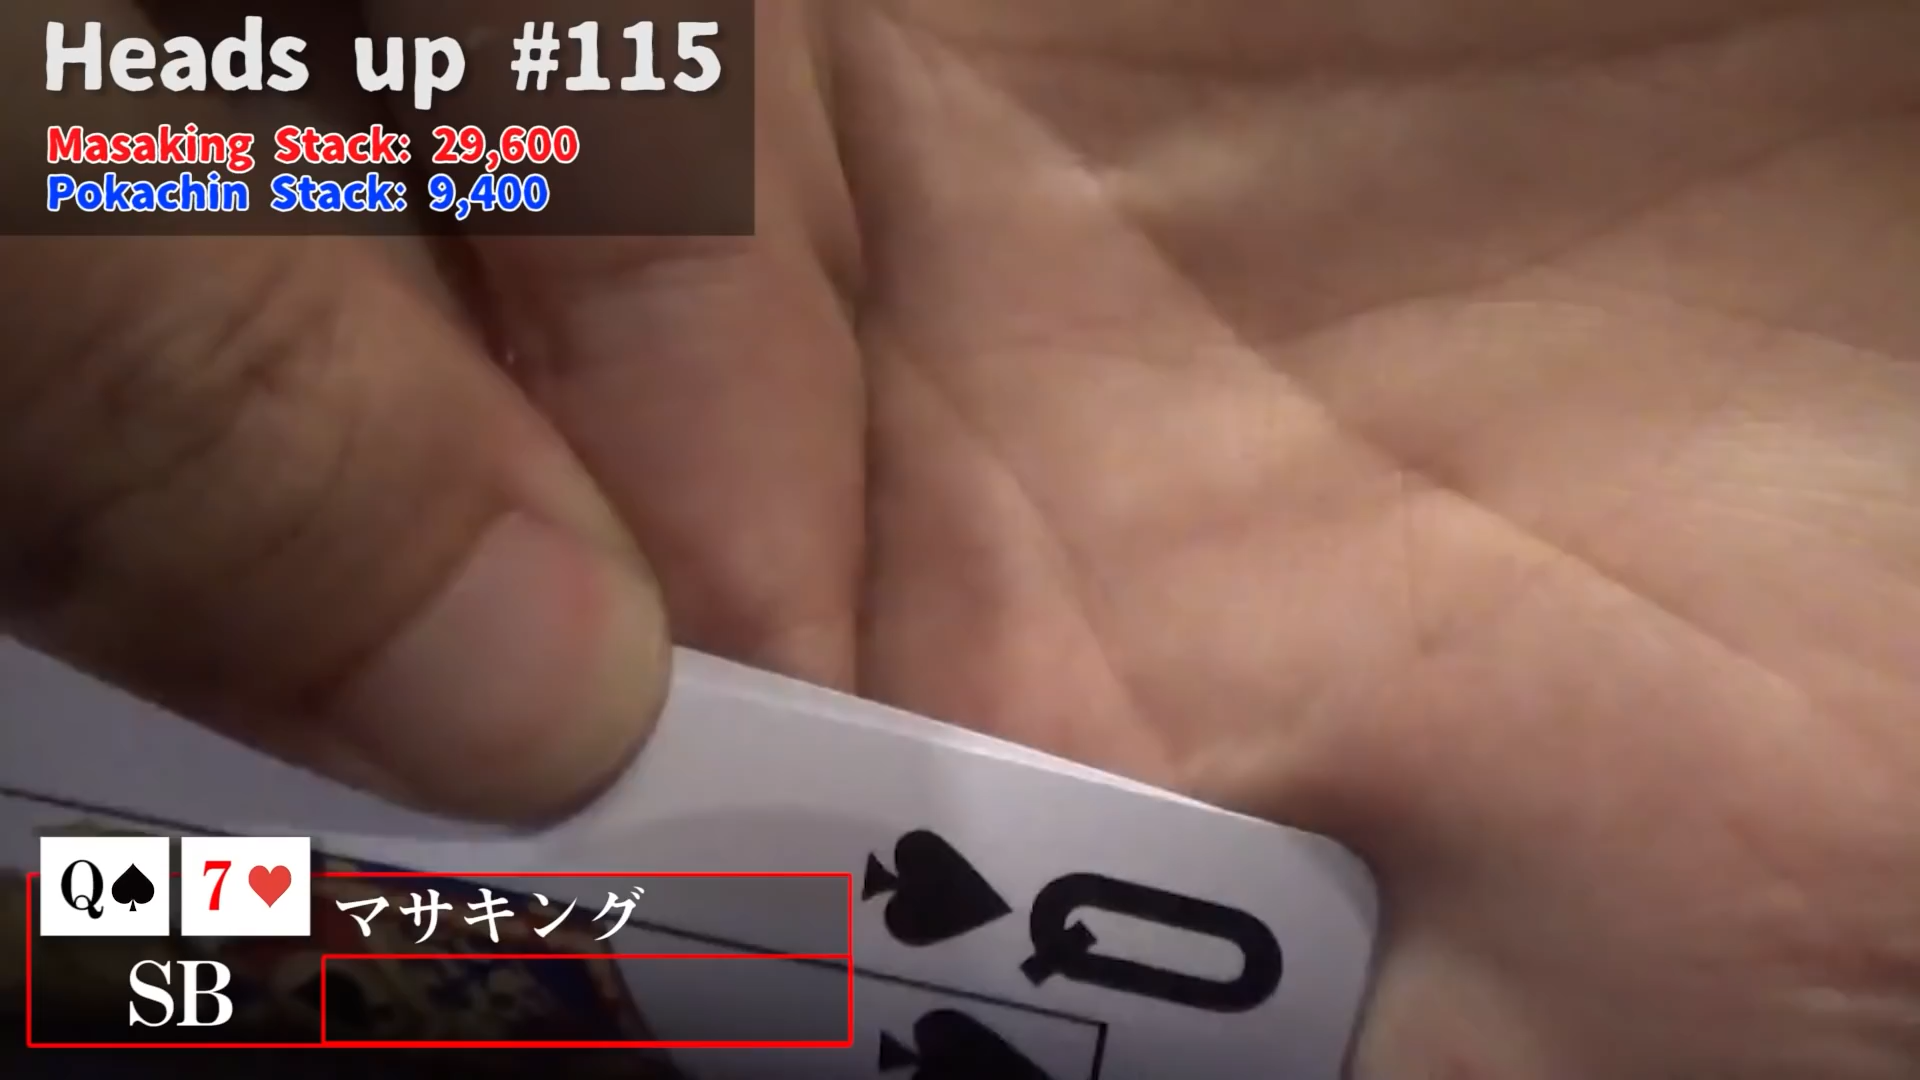 Heads up #115
Masaking Stack: 29,600
Pokachin Stack: 9,400
Q♠ 7♥ マサキング
SB
Q♠